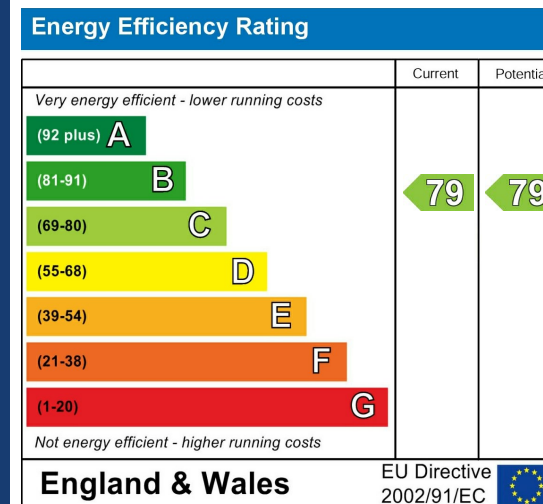 Energy Efficiency Rating
Current Potentia
Very energy efficient - lower running costs
(92 plus) A
(81-91) B
79 79
(69-80) C
(55-68) D
(39-54) E
(21-38) F
(1-20) G
Not energy efficient - higher running costs
England & Wales
EU Directive
2002/91/EC